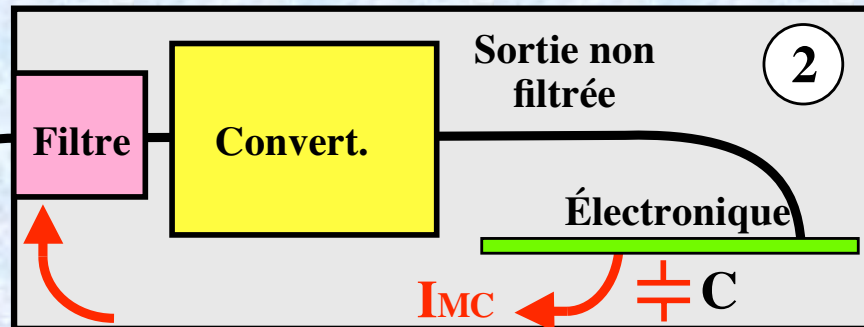 Sortie non
filtrée
2
Filtre
Convert.
Électronique
IMC
C